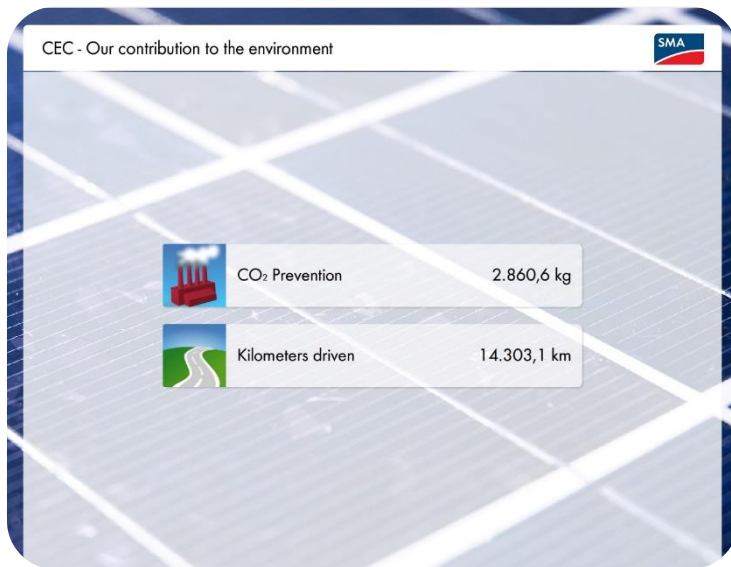 CEC - Our contribution to the environment
SMA
CO₂ Prevention 2.860,6 kg
Kilometers driven 14.303,1 km